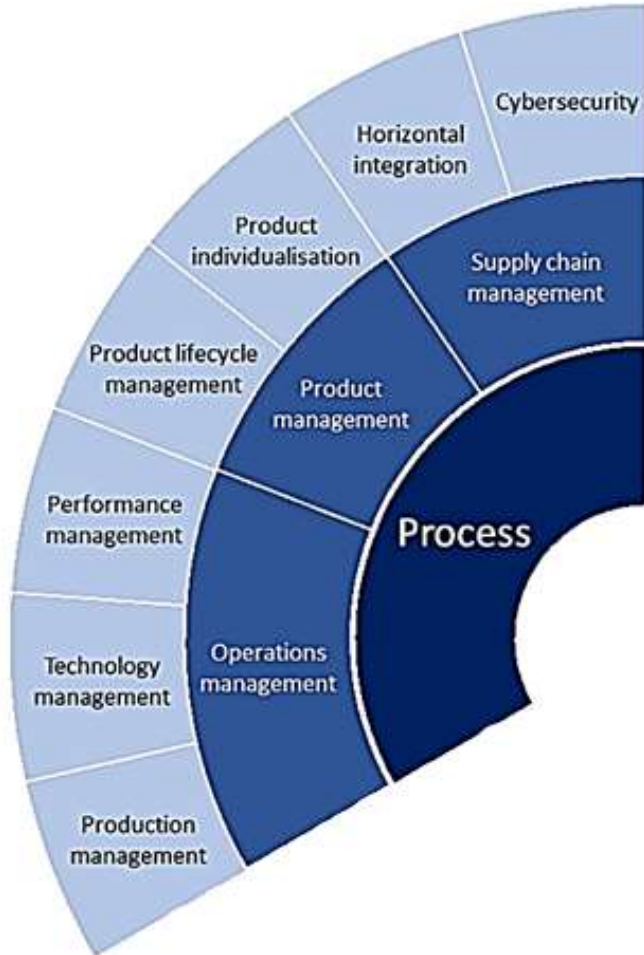 Cybersecurity
Horizontal
integration
Product
individualisation
Supply chain
management
Product lifecycle
management
Product
management
Performance
management
Process
Operations
management
Technology
management
Production
management